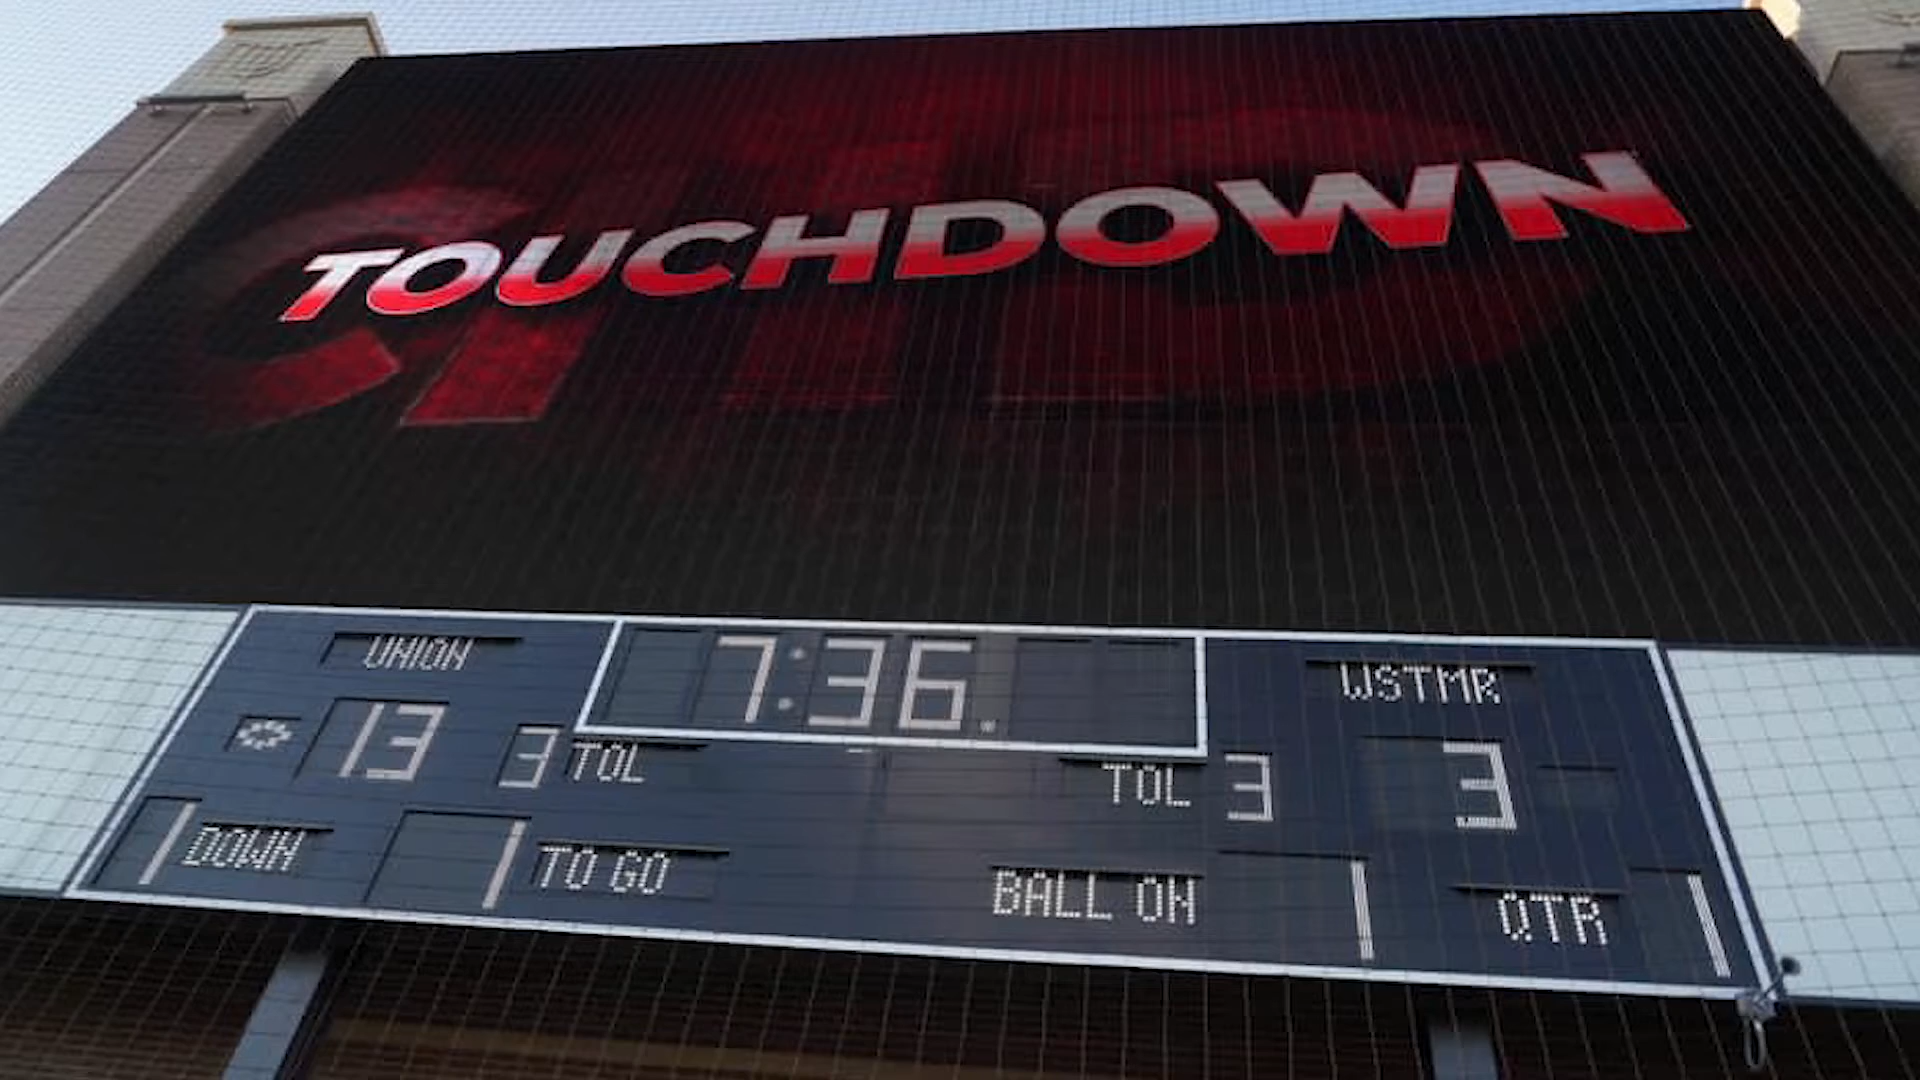 TOUCHDOWN
UNION 7:36. WSTMR
13 3 TOL TOL 3 3
1 DOWN 1 TO GO BALL ON 1 QTR 1